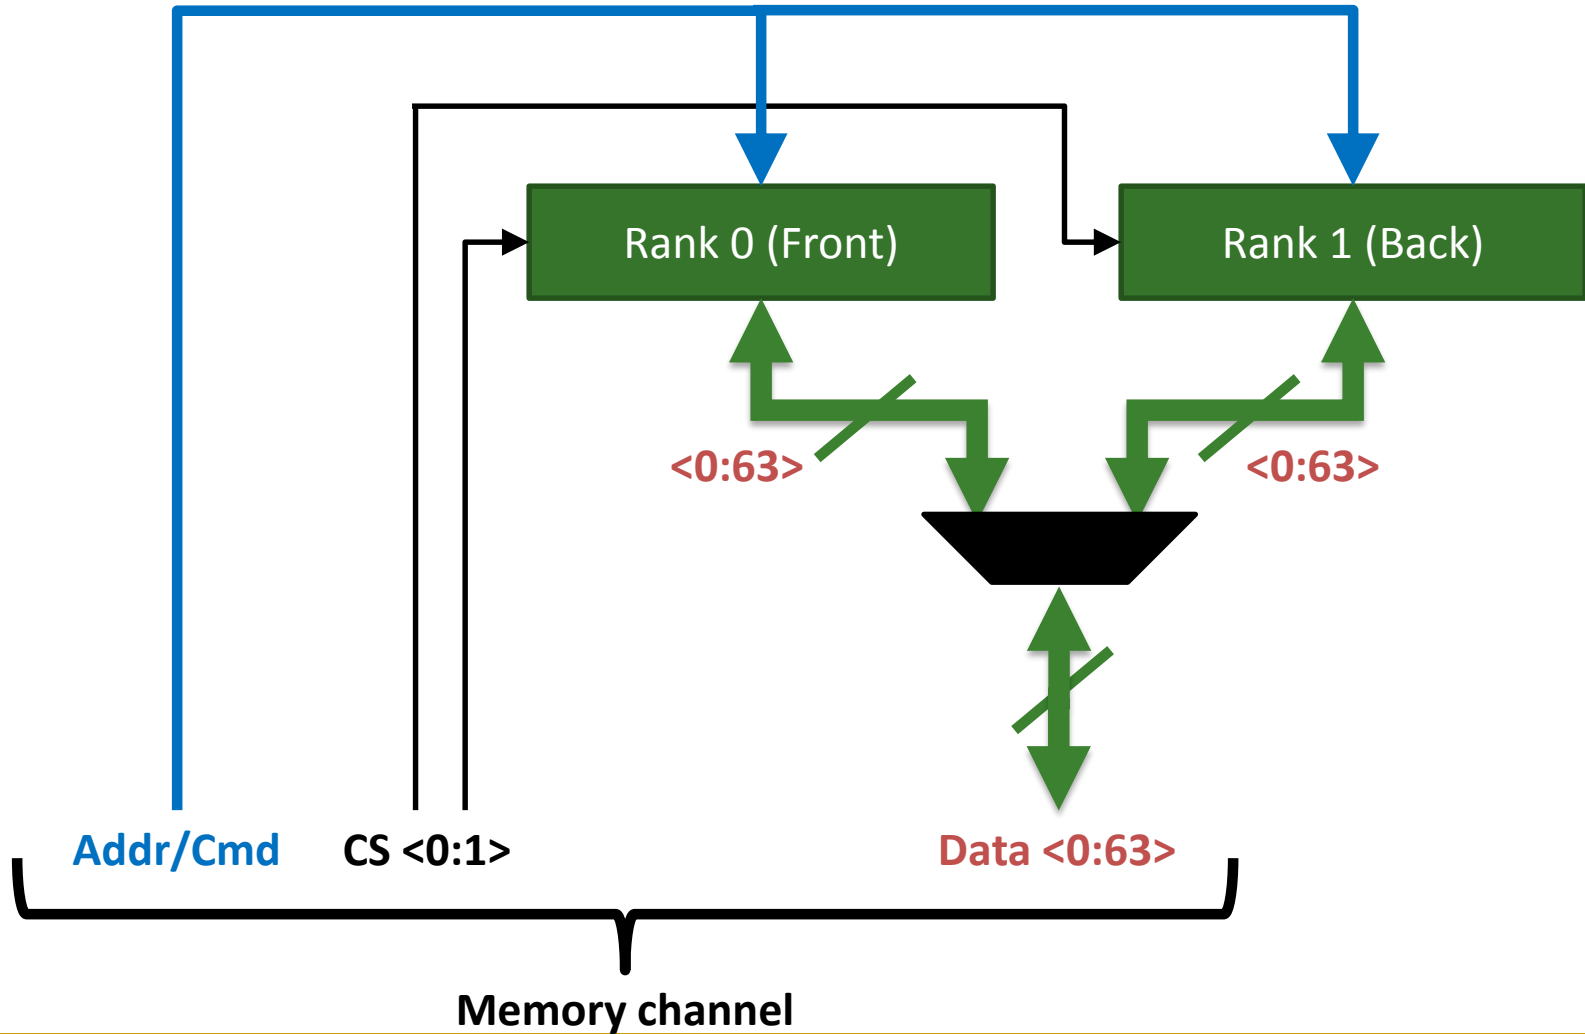 Rank 0 (Front)
Rank 1 (Back)
<0:63>
<0:63>
Addr/Cmd
CS <0:1>
Data <0:63>
Memory channel